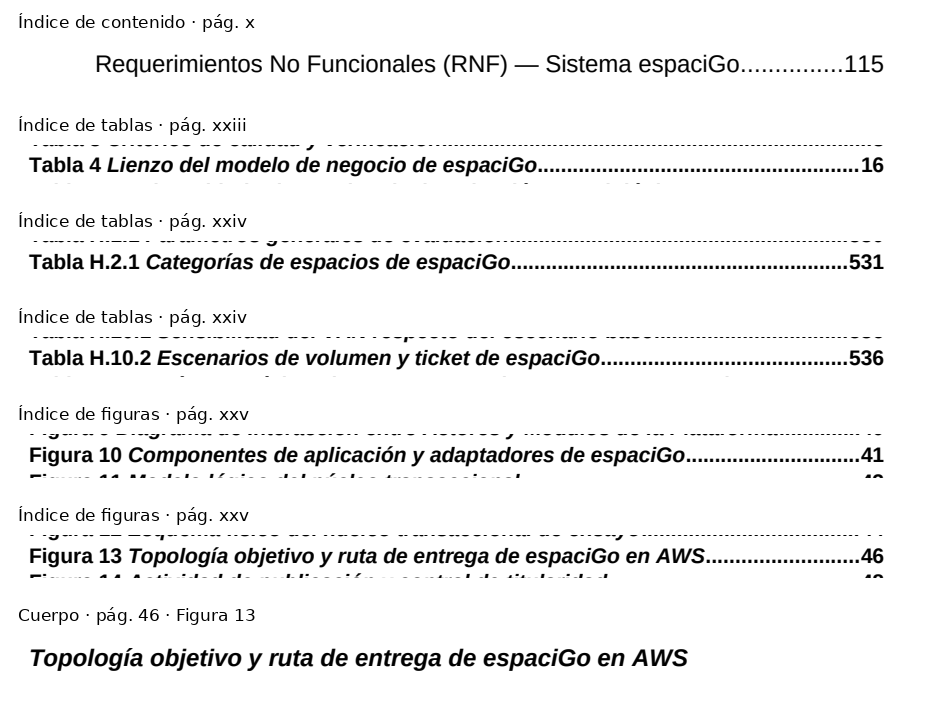 Índice de contenido · pág. x
Requerimientos No Funcionales (RNF) — Sistema espaciGo...............115
Índice de tablas · pág. xxiii
Tabla 4 Lienzo del modelo de negocio de espaciGo.......................................................16
Índice de tablas · pág. xxiv
Tabla H.2.1 Categorías de espacios de espaciGo.........................................................531
Índice de tablas · pág. xxiv
Tabla H.10.2 Escenarios de volumen y ticket de espaciGo..........................................536
Índice de figuras · pág. xxv
Figura 10 Componentes de aplicación y adaptadores de espaciGo..............................41
Índice de figuras · pág. xxv
Figura 13 Topología objetivo y ruta de entrega de espaciGo en AWS..........................46
Cuerpo · pág. 46 · Figura 13
Topología objetivo y ruta de entrega de espaciGo en AWS